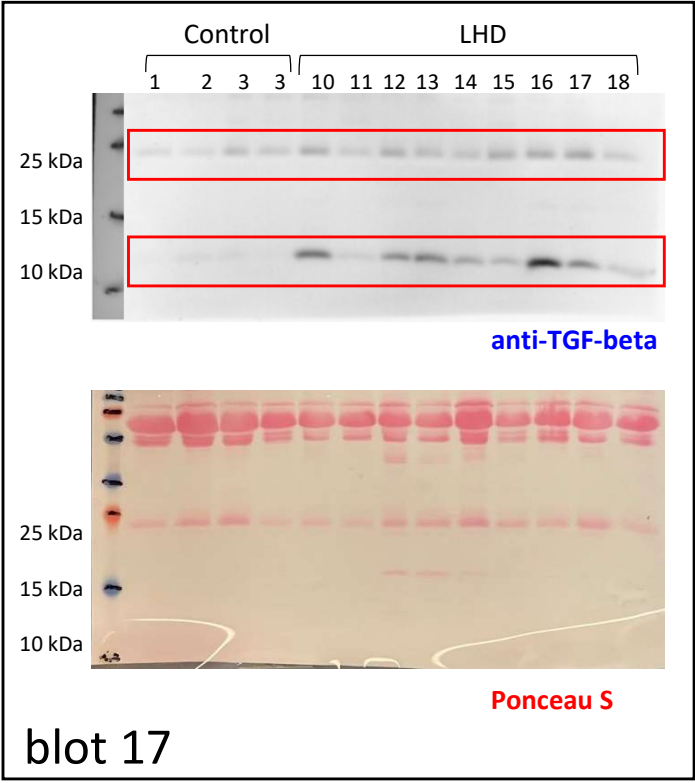 Control LHD
1 2 3 3 10 11 12 13 14 15 16 17 18
25 kDa
15 kDa
10 kDa
anti-TGF-beta
25 kDa
15 kDa
10 kDa
Ponceau S
blot 17